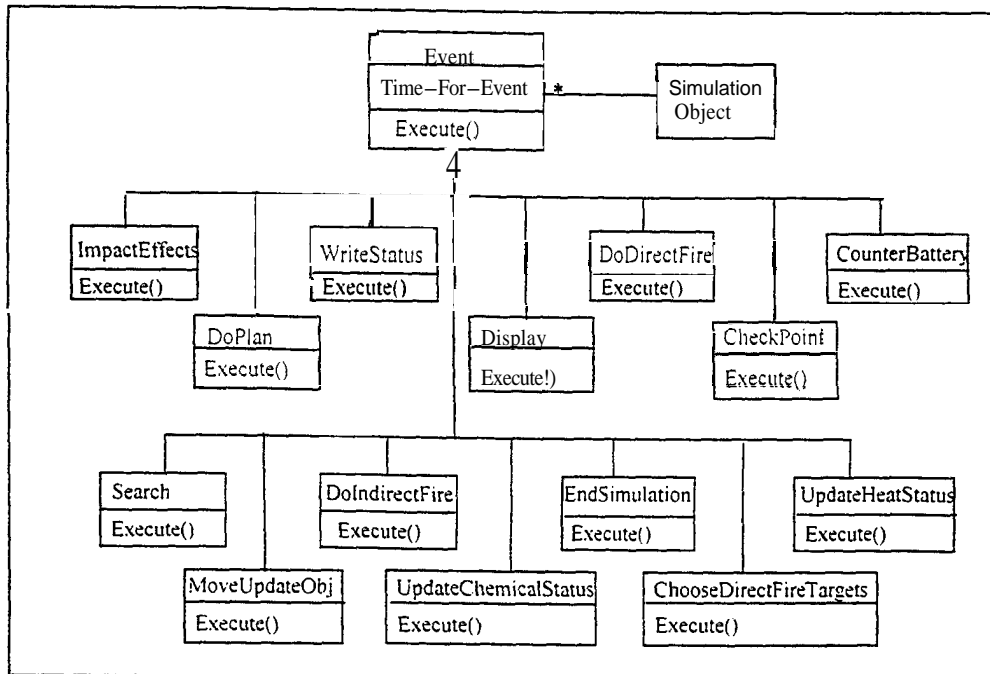 Event
Time-For-Event
*
Execute()
Simulation
Object
4
ImpactEffects
Execute()
WriteStatus
Execute()
DoDirectFire
Execute()
CounterBattery
Execute()
DoPlan
Execute()
Display
Execute!)
CheckPoint
Execute()
Search
Execute()
DoIndirectFire
Execute()
EndSimulation
Execute()
UpdateHeatStatus
Execute()
MoveUpdateObj
Execute()
UpdateChemicalStatus
Execute()
ChooseDirectFireTargets
Execute()